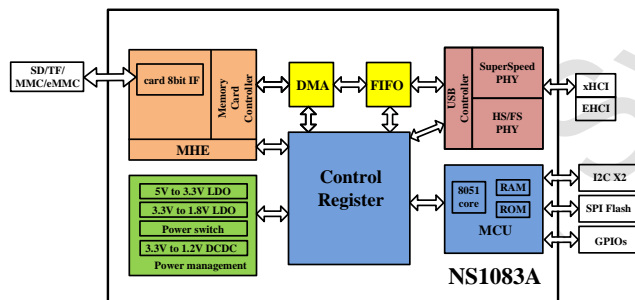 SD/TF/
MMC/eMMC
card 8bit IF
Memory
Card
Controller
MHE
DMA
FIFO
USB
Controller
SuperSpeed
PHY
HS/FS
PHY
xHCI
EHCI
Control
Register
5V to 3.3V LDO
3.3V to 1.8V LDO
Power switch
3.3V to 1.2V DCDC
Power management
8051
core
RAM
ROM
MCU
I2C X2
SPI Flash
GPIOs
NS1083A